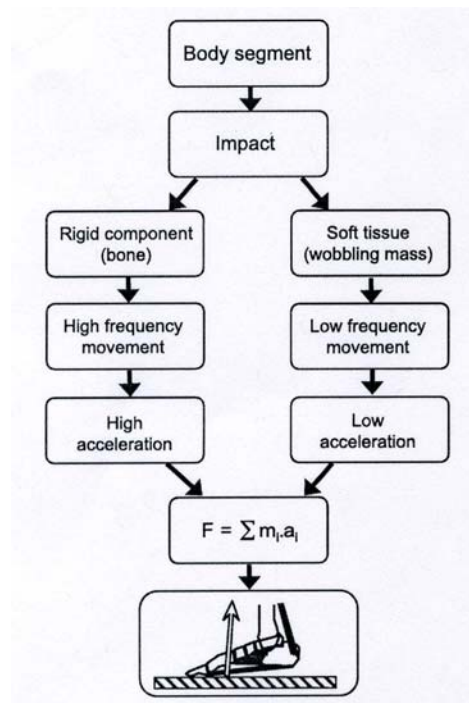 Body segment
Impact
Rigid component
(bone)
Soft tissue
(wobbling mass)
High frequency
movement
Low frequency
movement
High
acceleration
Low
acceleration
F = ∑ mᵢ.aᵢ